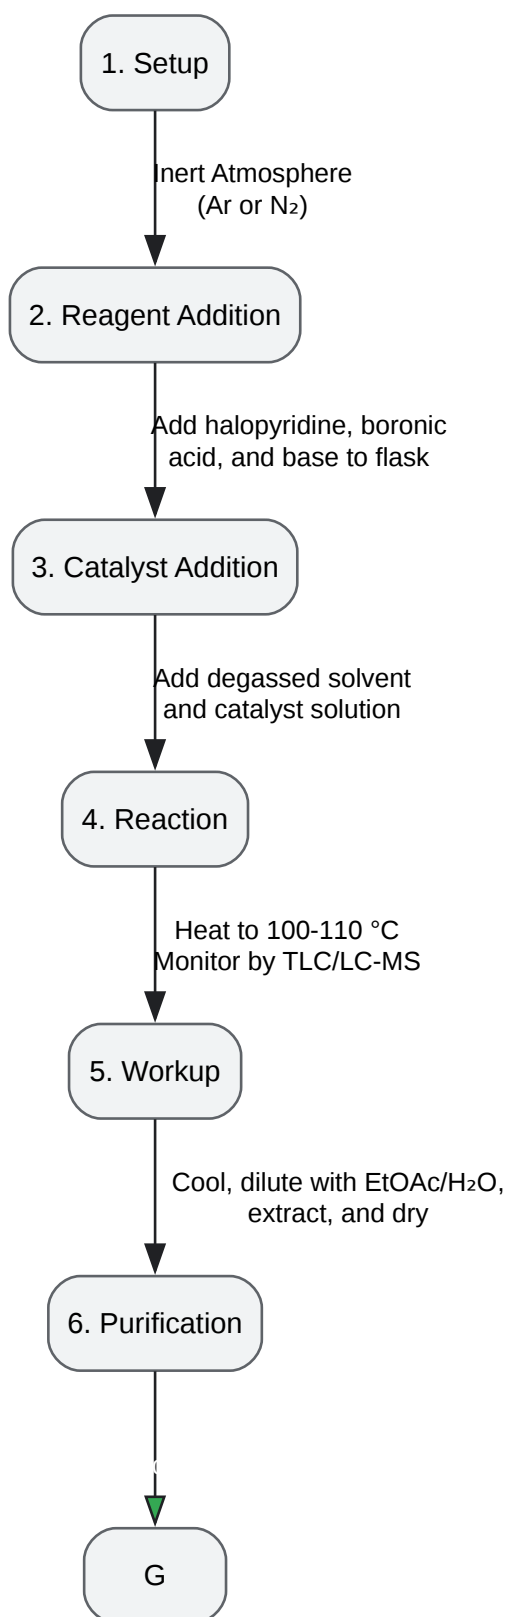 1. Setup
Inert Atmosphere
(Ar or N₂)
2. Reagent Addition
Add halopyridine, boronic
acid, and base to flask
3. Catalyst Addition
Add degassed solvent
and catalyst solution
4. Reaction
Heat to 100-110 °C
Monitor by TLC/LC-MS
5. Workup
Cool, dilute with EtOAc/H₂O,
extract, and dry
6. Purification
G